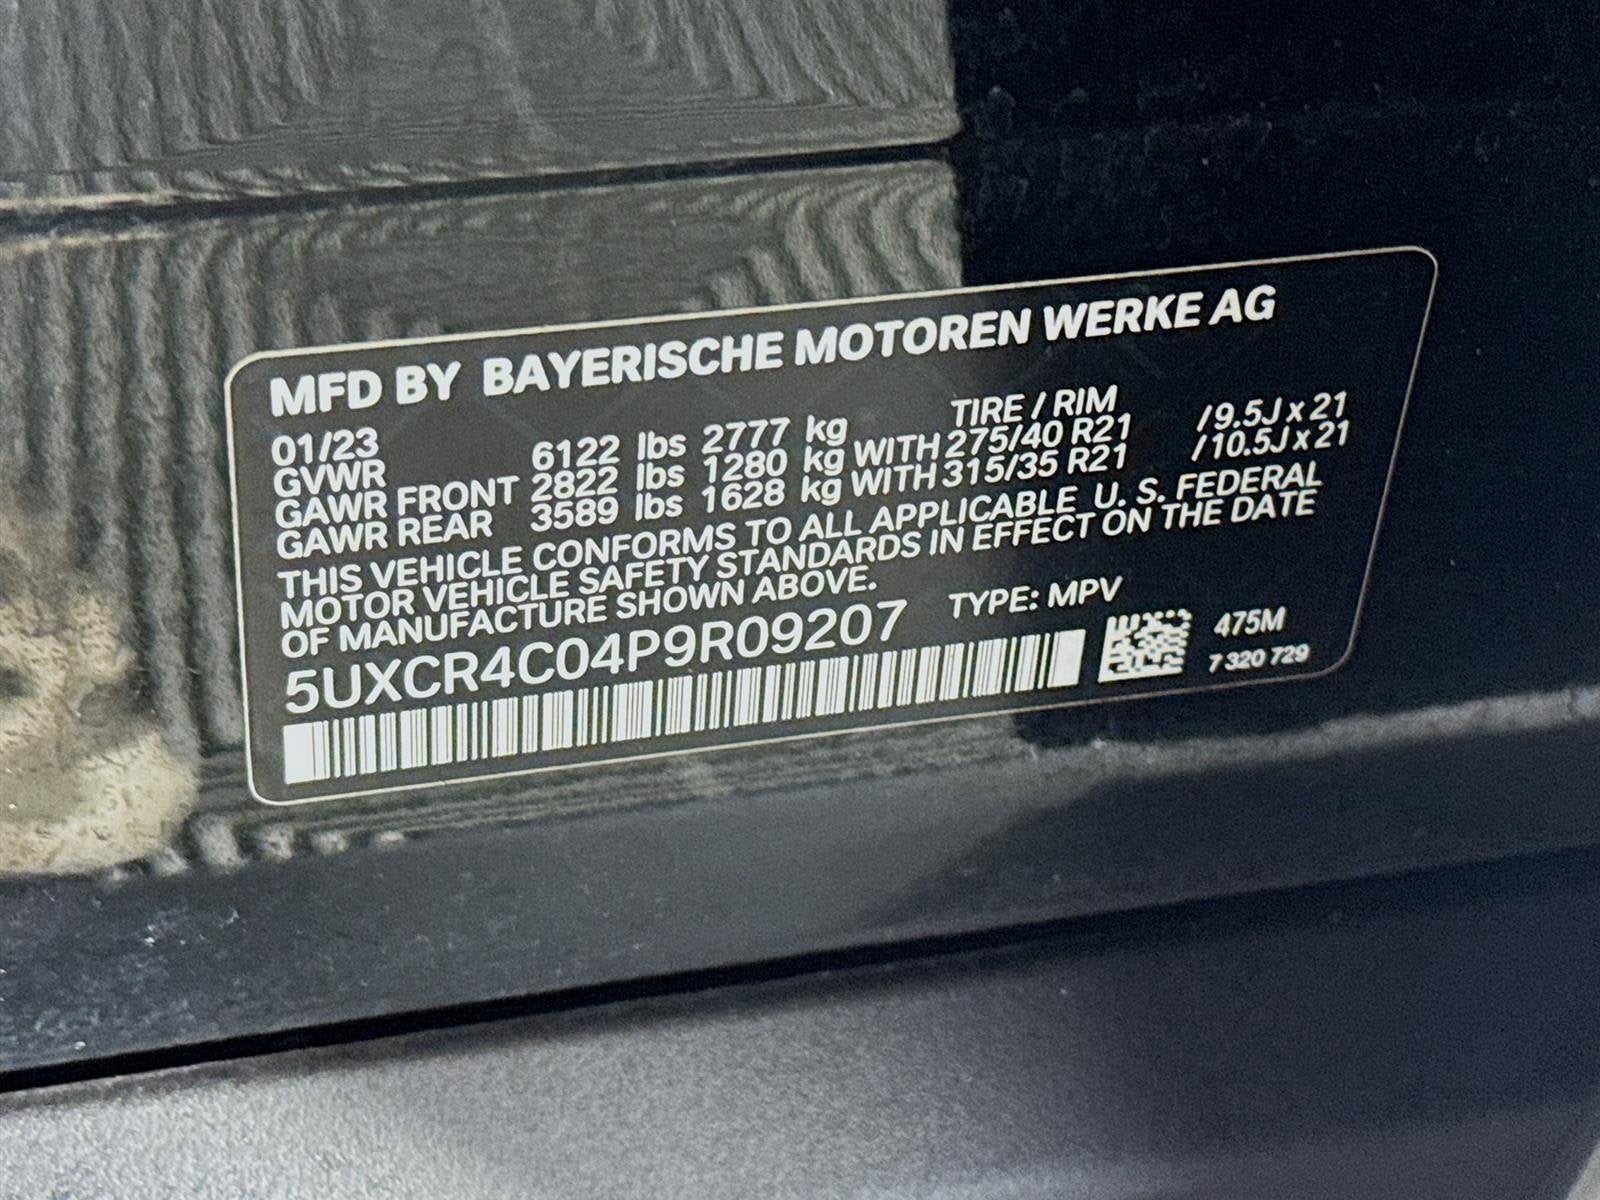 MFD BY BAYERISCHE MOTOREN WERKE AG
01/23 TIRE / RIM
GVWR 6122 lbs 2777 kg
GAWR FRONT 2822 lbs 1280 kg WITH 275/40 R21 /9.5J x 21
GAWR REAR 3589 lbs 1628 kg WITH 315/35 R21 /10.5J x 21
THIS VEHICLE CONFORMS TO ALL APPLICABLE U. S. FEDERAL
MOTOR VEHICLE SAFETY STANDARDS IN EFFECT ON THE DATE
OF MANUFACTURE SHOWN ABOVE.
5UXCR4C04P9R09207 TYPE: MPV
475M
7 320 729